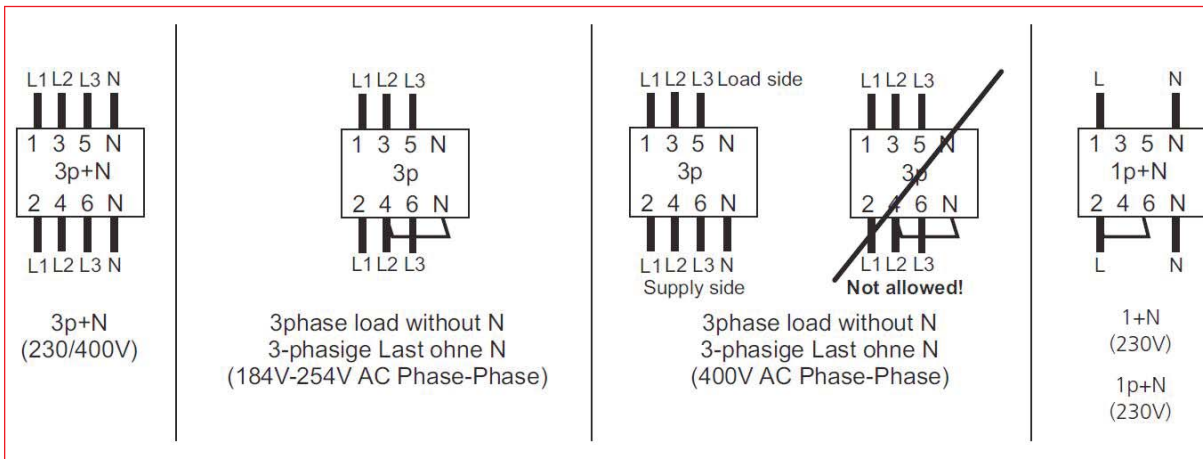 L1 L2 L3 N
1 3 5 N
3p+N
2 4 6 N
L1 L2 L3 N
3p+N
(230/400V)
L1 L2 L3
1 3 5 N
3p
2 4 6 N
L1 L2 L3
3phase load without N
3-phasige Last ohne N
(184V-254V AC Phase-Phase)
L1 L2 L3 Load side
1 3 5 N
3p
2 4 6 N
L1 L2 L3 N
Supply side
L1 L2 L3
1 3 5 N
3p
2 4 6 N
L1 L2 L3
Not allowed!
3phase load without N
3-phasige Last ohne N
(400V AC Phase-Phase)
L N
1 3 5 N
1p+N
2 4 6 N
L N
1+N
(230V)
1p+N
(230V)